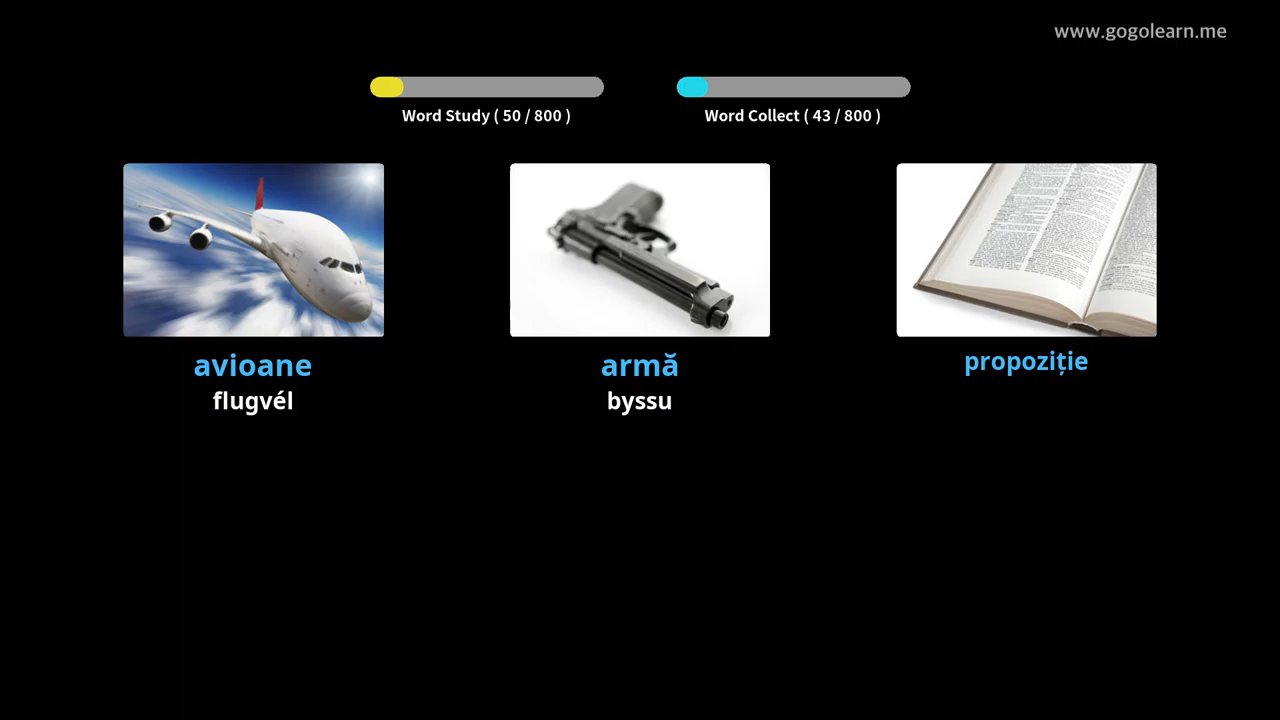 www.gogolearn.me
Word Study ( 50 / 800 )
Word Collect ( 43 / 800 )
avioane
flugvél
armă
byssu
propoziție